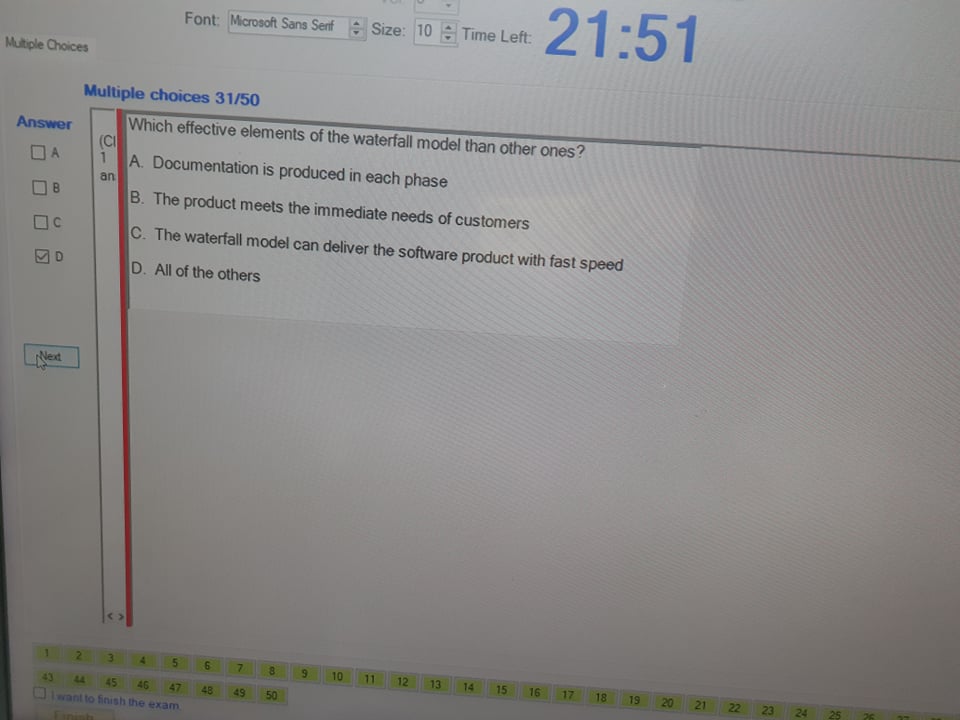 Font: Microsoft Sans Serif Size: 10 Time Left: 21:51
Multiple Choices
Multiple choices 31/50
Answer
A
B
C
D
Next
(Cl
1
an
Which effective elements of the waterfall model than other ones?
A. Documentation is produced in each phase
B. The product meets the immediate needs of customers
C. The waterfall model can deliver the software product with fast speed
D. All of the others
< >
1 2 3 4 5 6 7 8 9 10 11 12 13 14 15 16 17 18 19 20 21 22 23 24 25 26
43 44 45 46 47 48 49 50
I want to finish the exam.
Finish